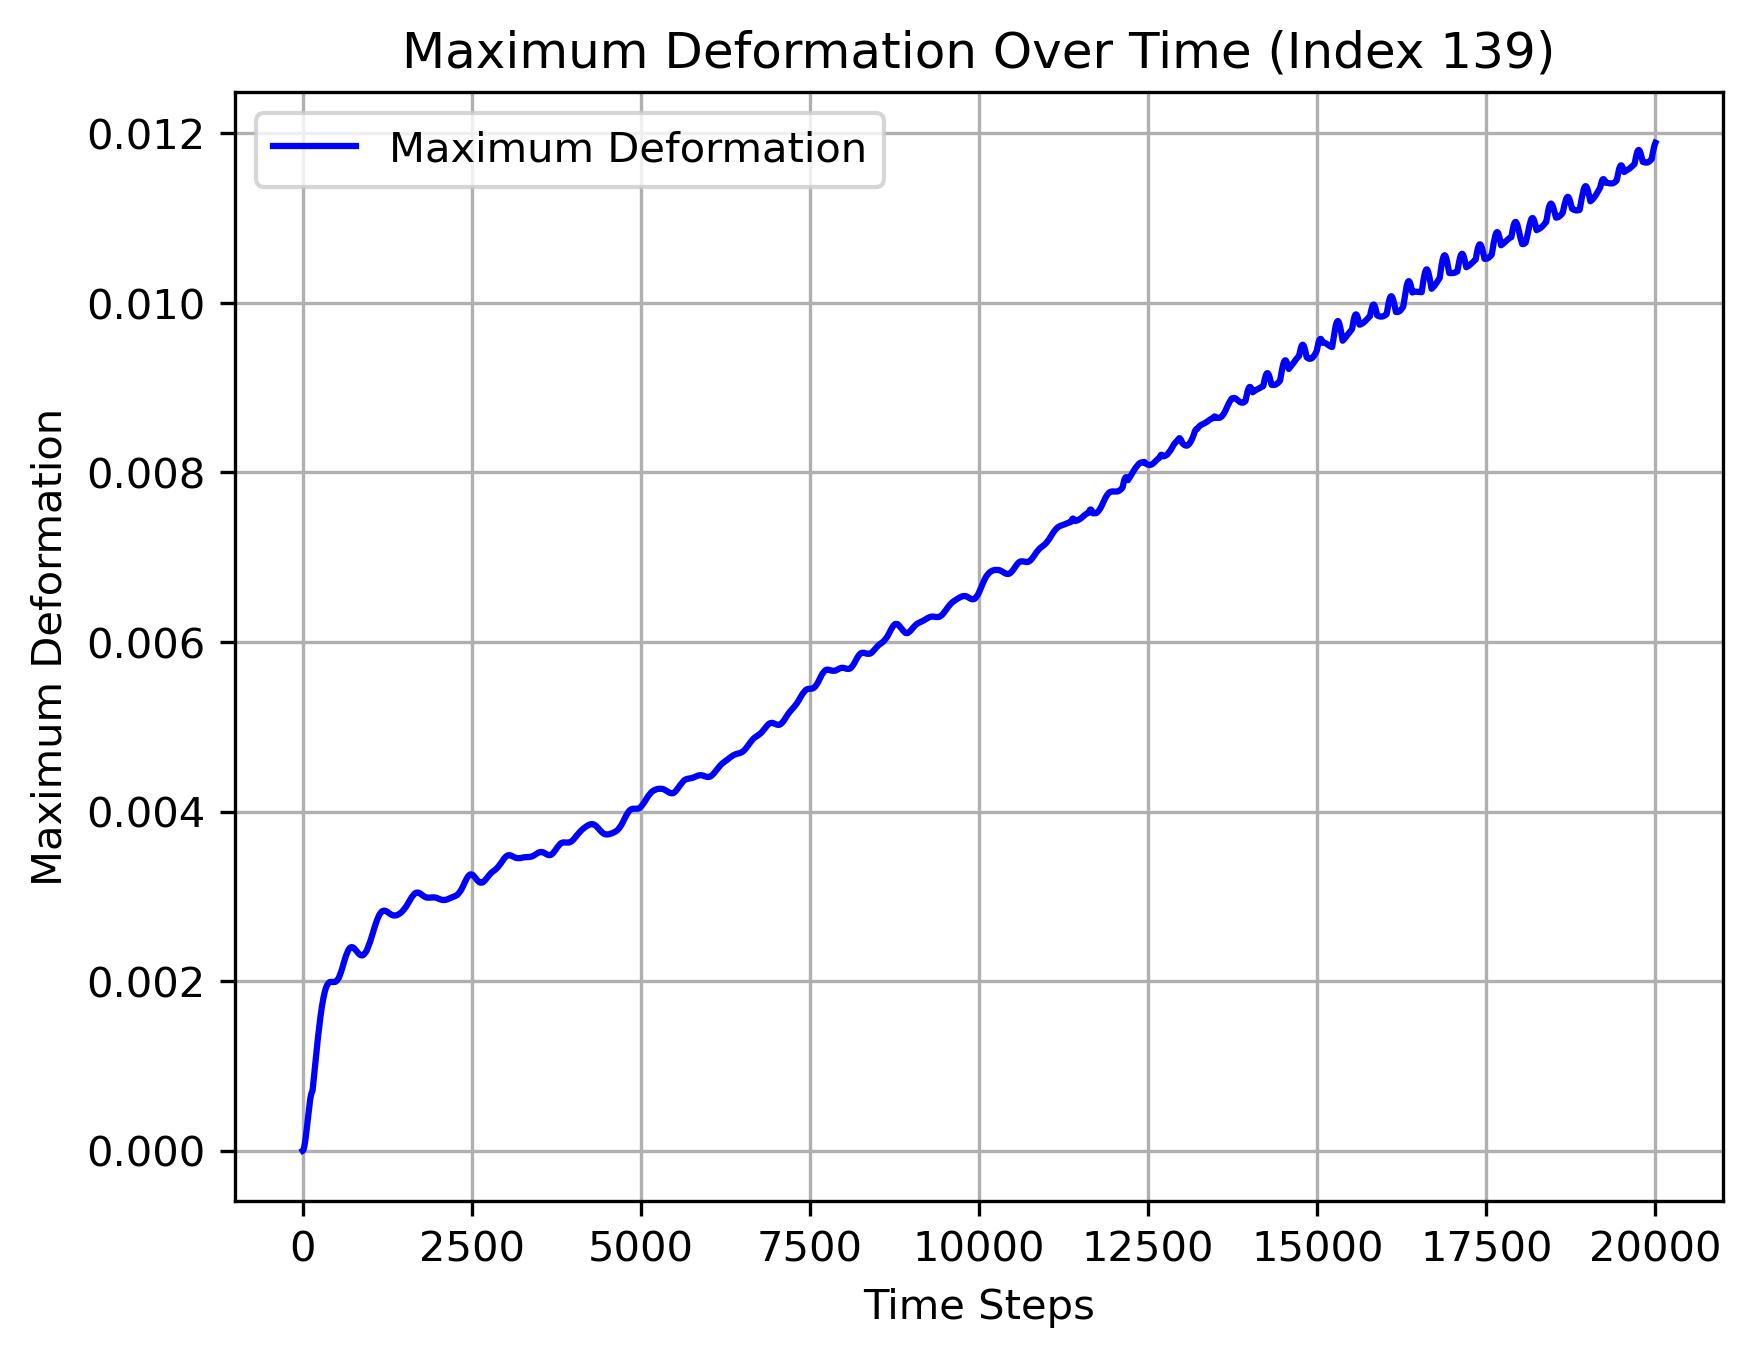 Maximum Deformation Over Time (Index 139)
Maximum Deformation
0.012
0.010
0.008
0.006
0.004
0.002
0.000
Maximum Deformation
0 2500 5000 7500 10000 12500 15000 17500 20000
Time Steps